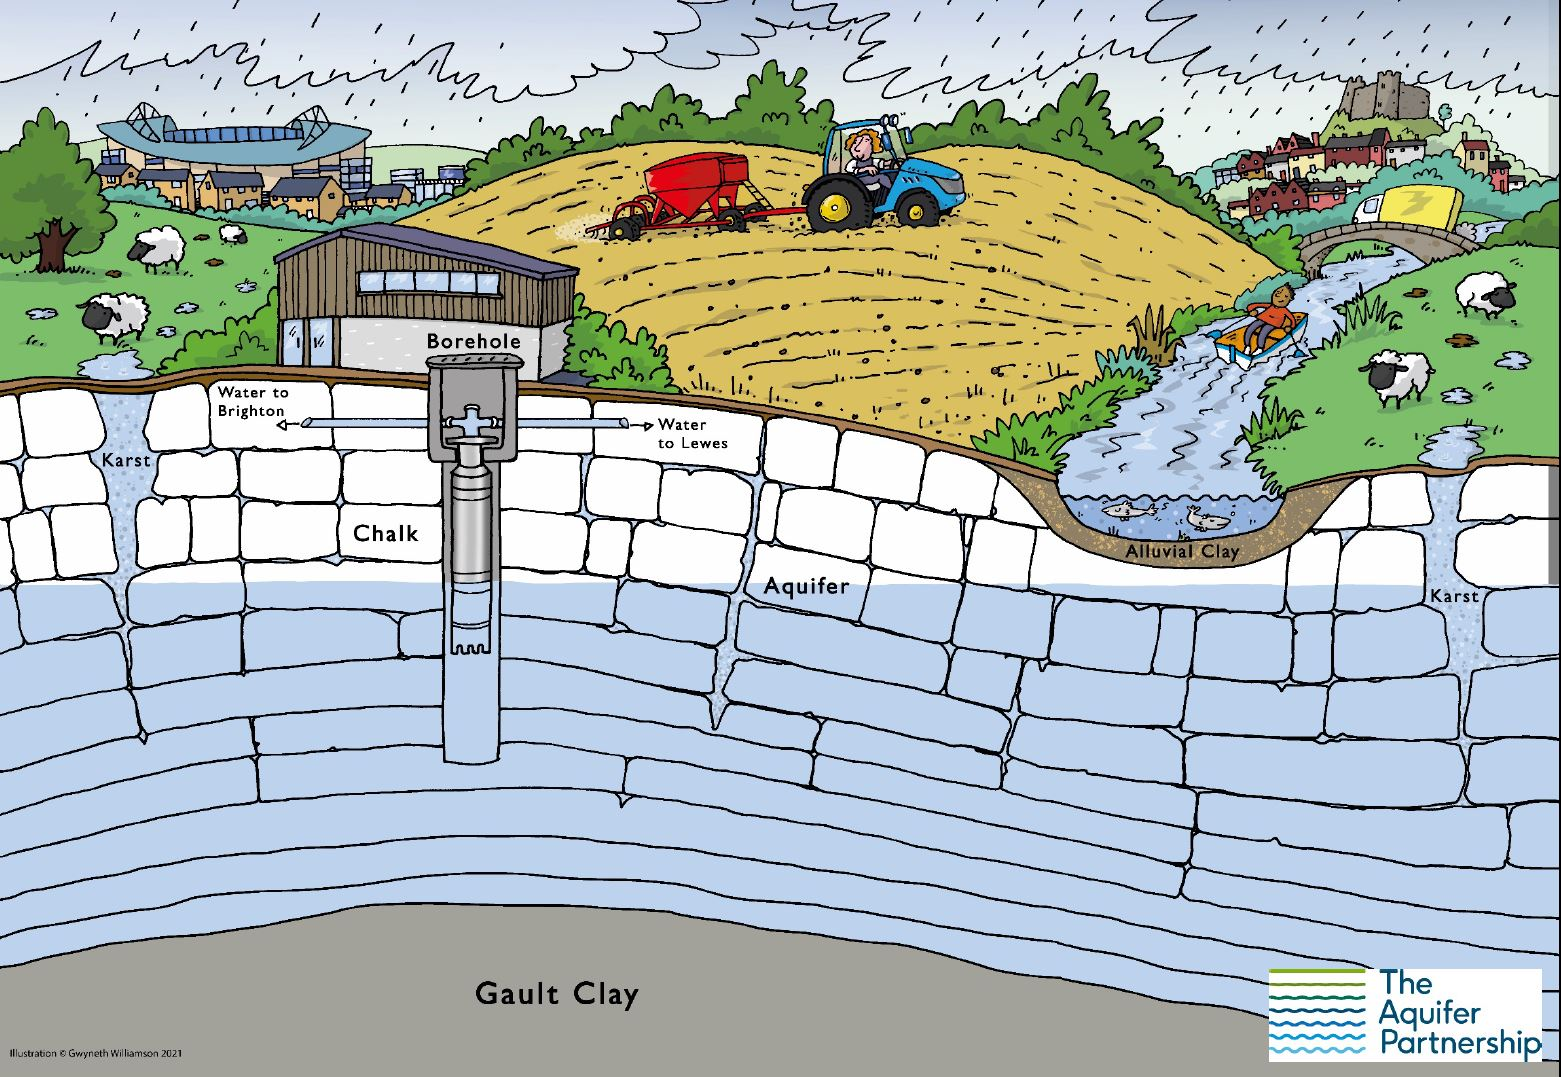 Borehole
Water to
Brighton
Water
to Lewes
Karst
Chalk
Alluvial Clay
Aquifer
Karst
Gault Clay
The
Aquifer
Partnership
Illustration © Gwyneth Williamson 2021